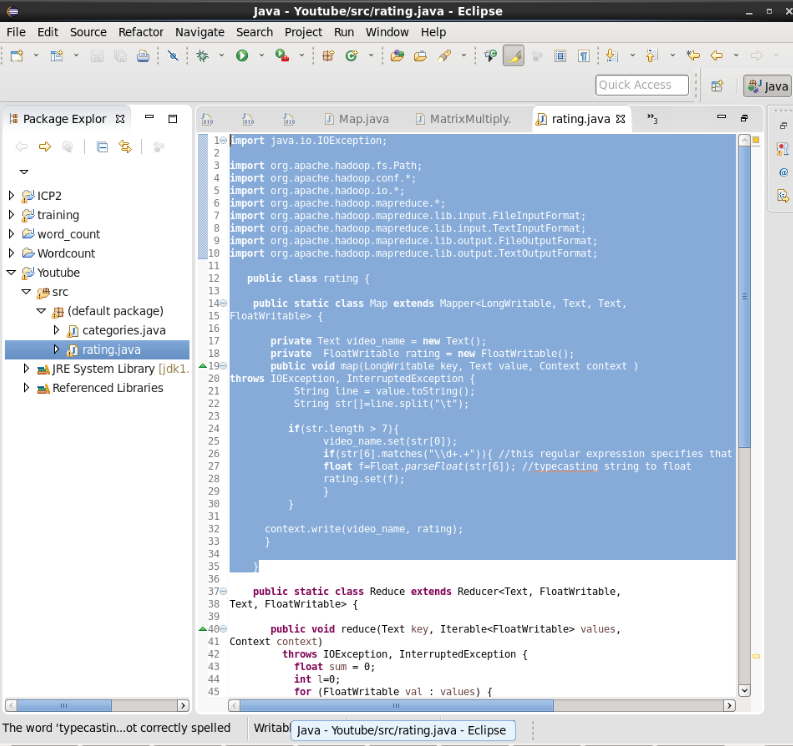 Java - Youtube/src/rating.java - Eclipse
File Edit Source Refactor Navigate Search Project Run Window Help
Quick Access
Java
Package Explor
Map.java
MatrixMultiply.
rating.java
3
ICP2
training
word_count
Wordcount
Youtube
src
(default package)
categories.java
rating.java
JRE System Library [jdk1.
Referenced Libraries
1 import java.io.IOException;
2
3 import org.apache.hadoop.fs.Path;
4 import org.apache.hadoop.conf.*;
5 import org.apache.hadoop.io.*;
6 import org.apache.hadoop.mapreduce.*;
7 import org.apache.hadoop.mapreduce.lib.input.FileInputFormat;
8 import org.apache.hadoop.mapreduce.lib.input.TextInputFormat;
9 import org.apache.hadoop.mapreduce.lib.output.FileOutputFormat;
10 import org.apache.hadoop.mapreduce.lib.output.TextOutputFormat;
11
12 public class rating {
13
14 public static class Map extends Mapper<LongWritable, Text, Text,
15 FloatWritable> {
16
17 private Text video_name = new Text();
18 private  FloatWritable rating = new FloatWritable();
19 public void map(LongWritable key, Text value, Context context )
20 throws IOException, InterruptedException {
21 String line = value.toString();
22 String str[]=line.split("\t");
23
24 if(str.length > 7){
25 video_name.set(str[0]);
26 if(str[6].matches("\\d+.+")){ //this regular expression specifies that
27 float f=Float.parseFloat(str[6]); //typecasting string to float
28 rating.set(f);
29 }
30 }
31
32 context.write(video_name, rating);
33 }
34
35 }
36
37 public static class Reduce extends Reducer<Text, FloatWritable,
38 Text, FloatWritable> {
39
40 public void reduce(Text key, Iterable<FloatWritable> values,
41 Context context)
42 throws IOException, InterruptedException {
43 float sum = 0;
44 int l=0;
45 for (FloatWritable val : values) {
The word 'typecastin...ot correctly spelled
Writabl
Java - Youtube/src/rating.java - Eclipse